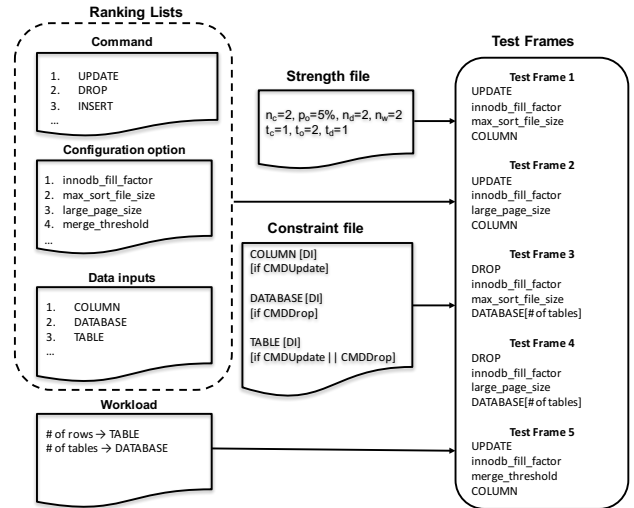 Ranking Lists
Command
1. UPDATE
2. DROP
3. INSERT
...
Configuration option
1. innodb_fill_factor
2. max_sort_file_size
3. large_page_size
4. merge_threshold
...
Data inputs
1. COLUMN
2. DATABASE
3. TABLE
...
Workload
# of rows → TABLE
# of tables → DATABASE
Strength file
n_c=2, p_o=5%, n_d=2, n_w=2
t_c=1, t_o=2, t_d=1
Constraint file
COLUMN [DI]
[if CMDUpdate]
DATABASE [DI]
[if CMDDrop]
TABLE [DI]
[if CMDUpdate || CMDDrop]
Test Frames
Test Frame 1
UPDATE
innodb_fill_factor
max_sort_file_size
COLUMN
Test Frame 2
UPDATE
innodb_fill_factor
large_page_size
COLUMN
Test Frame 3
DROP
innodb_fill_factor
max_sort_file_size
DATABASE[# of tables]
Test Frame 4
DROP
innodb_fill_factor
large_page_size
DATABASE[# of tables]
Test Frame 5
UPDATE
innodb_fill_factor
merge_threshold
COLUMN